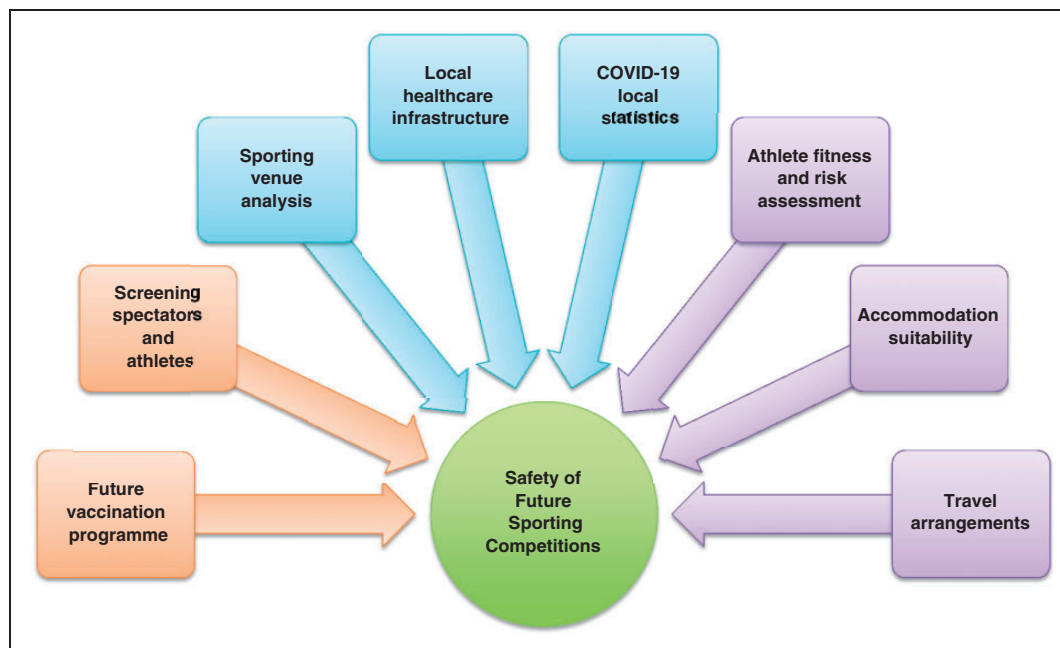 Local
healthcare
infrastructure
COVID-19
local
statistics
Sporting
venue
analysis
Athlete fitness
and risk
assessment
Screening
spectators
and
athletes
Accommodation
suitability
Future
vaccination
programme
Safety of
Future
Sporting
Competitions
Travel
arrangements